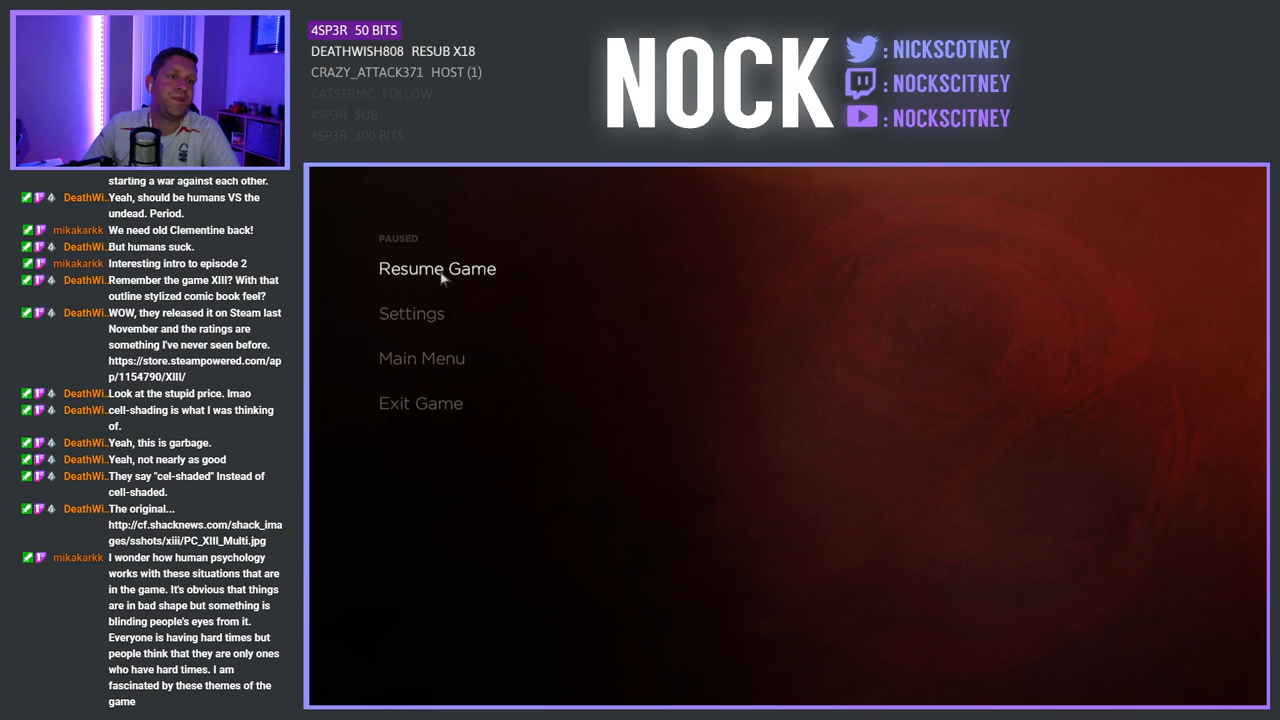 4SP3R 50 BITS
DEATHWISH808 RESUB X18
CRAZY_ATTACK371 HOST (1)
CATSTRMC FOLLOW
4SP3R SUB
4SP3R 300 BITS
NOCK
: NICKSCOTNEY
: NOCKSCITNEY
: NOCKSCITNEY
starting a war against each other.
DeathWi..Yeah, should be humans VS the
undead. Period.
mikakarkk We need old Clementine back!
DeathWi..But humans suck.
mikakarkk Interesting intro to episode 2
DeathWi..Remember the game XIII? With that
outline stylized comic book feel?
DeathWi..WOW, they released it on Steam last
November and the ratings are
something I've never seen before.
https://store.steampowered.com/ap
p/1154790/XIII/
DeathWi..Look at the stupid price. lmao
DeathWi..cell-shading is what I was thinking
of.
DeathWi..Yeah, this is garbage.
DeathWi..Yeah, not nearly as good
DeathWi..They say "cel-shaded" Instead of
cell-shaded.
DeathWi..The original...
http://cf.shacknews.com/shack_ima
ges/sshots/xiii/PC_XIII_Multi.jpg
mikakarkk I wonder how human psychology
works with these situations that are
in the game. It's obvious that things
are in bad shape but something is
blinding people's eyes from it.
Everyone is having hard times but
people think that they are only ones
who have hard times. I am
fascinated by these themes of the
game
PAUSED
Resume Game
Settings
Main Menu
Exit Game